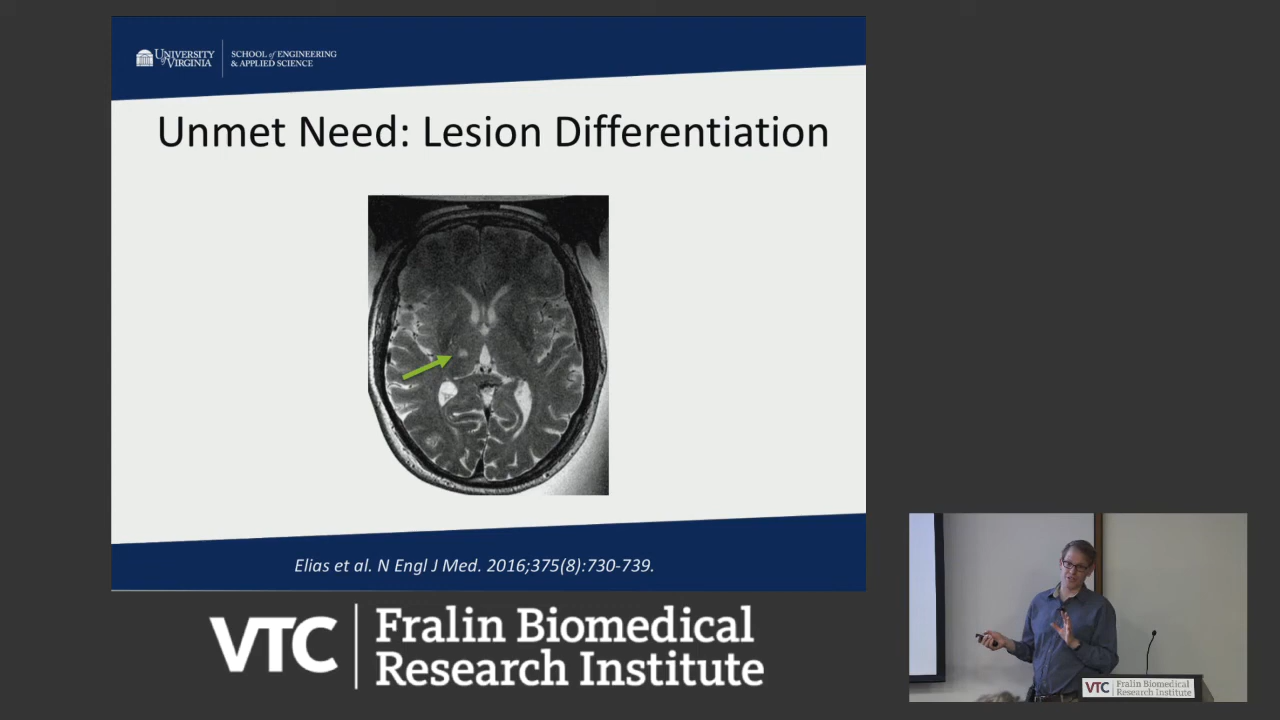 UNIVERSITY
of VIRGINIA
SCHOOL of ENGINEERING
& APPLIED SCIENCE
Unmet Need: Lesion Differentiation
Elias et al. N Engl J Med. 2016;375(8):730-739.
VTC
Fralin Biomedical
Research Institute
VTC
Fralin Biomedical
Research Institute